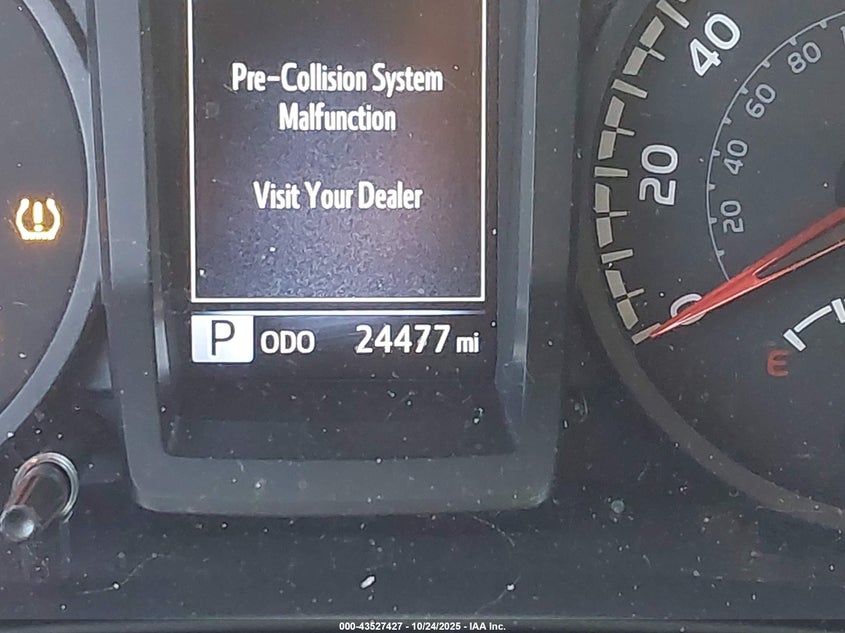 Pre-Collision System
Malfunction
Visit Your Dealer
P ODO 24477 mi
40
20
0
80
60
40
20
E
000-43527427 - 10/24/2025 - IAA Inc.